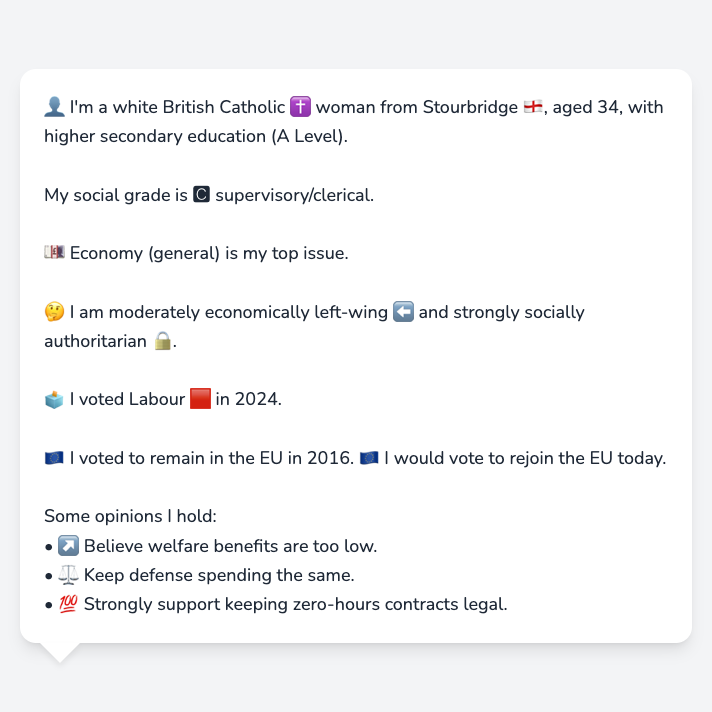 👤 I'm a white British Catholic ✝️ woman from Stourbridge 🏴󠁧󠁢󠁥󠁮󠁧󠁿, aged 34, with
higher secondary education (A Level).
My social grade is 🅲 supervisory/clerical.
💷 Economy (general) is my top issue.
🤔 I am moderately economically left-wing ⬅️ and strongly socially
authoritarian 🔒.
🗳️ I voted Labour 🟥 in 2024.
🇪🇺 I voted to remain in the EU in 2016. 🇪🇺 I would vote to rejoin the EU today.
Some opinions I hold:
• ↗️ Believe welfare benefits are too low.
• ⚖️ Keep defense spending the same.
• 💯 Strongly support keeping zero-hours contracts legal.